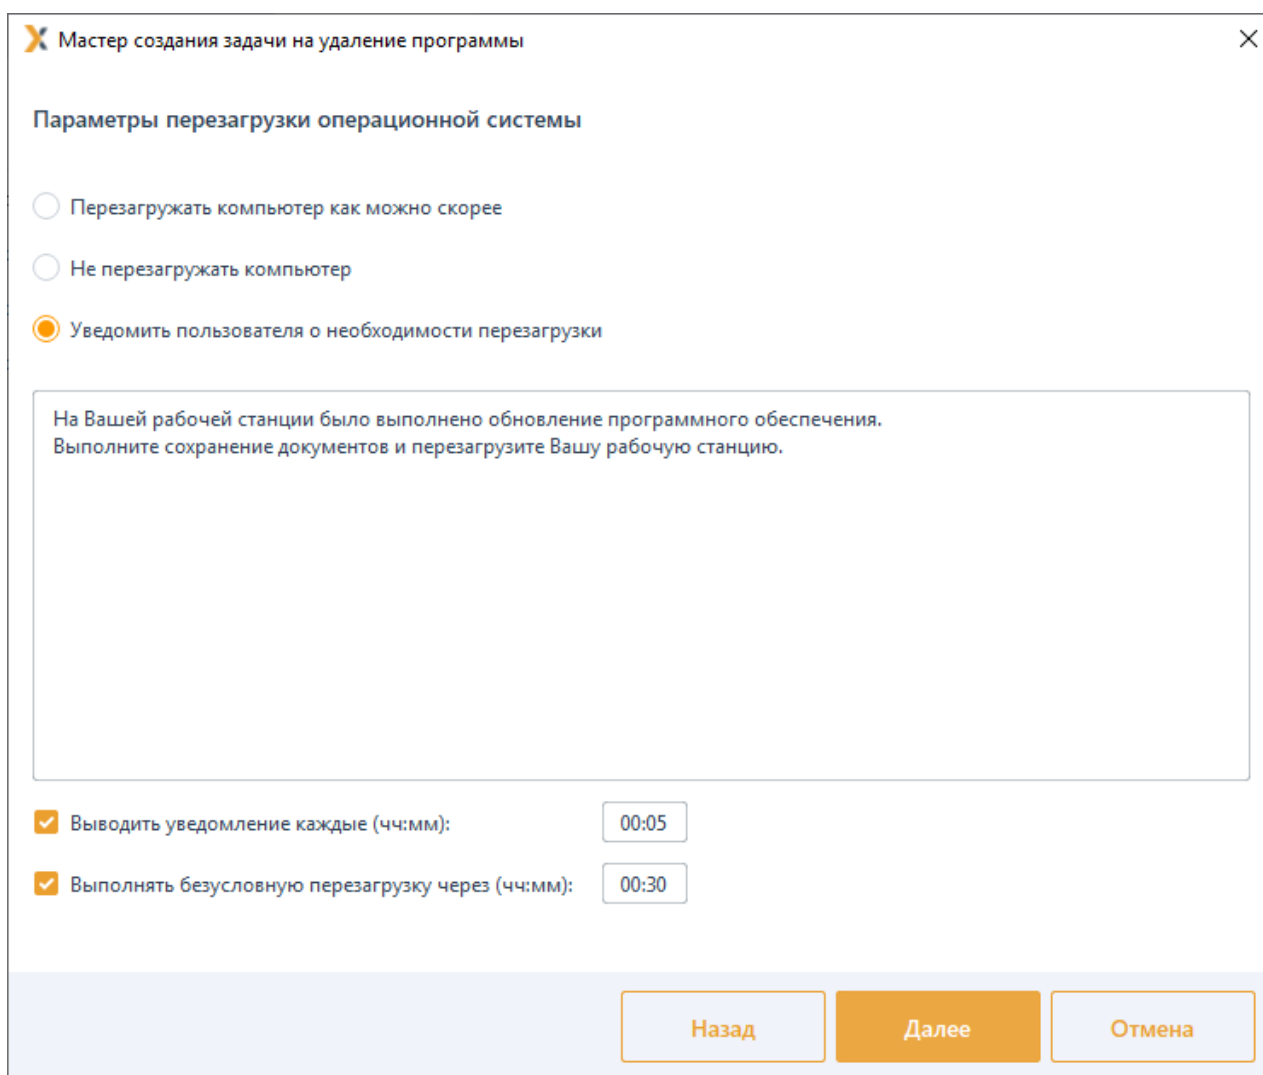 Мастер создания задачи на удаление программы
Параметры перезагрузки операционной системы
Перезагружать компьютер как можно скорее
Не перезагружать компьютер
Уведомить пользователя о необходимости перезагрузки
На Вашей рабочей станции было выполнено обновление программного обеспечения.
Выполните сохранение документов и перезагрузите Вашу рабочую станцию.
Выводить уведомление каждые (чч:мм): 00:05
Выполнять безусловную перезагрузку через (чч:мм): 00:30
Назад Далее Отмена